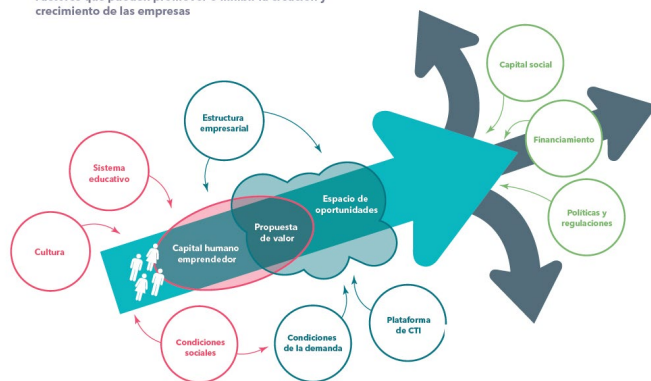 crecimiento de las empresas
Capital social
Estructura
empresarial
Financiamiento
Sistema
educativo
Espacio de
oportunidades
Políticas y
regulaciones
Propuesta
de valor
Cultura
Capital humano
emprendedor
Plataforma
de CTI
Condiciones
sociales
Condiciones
de la demanda